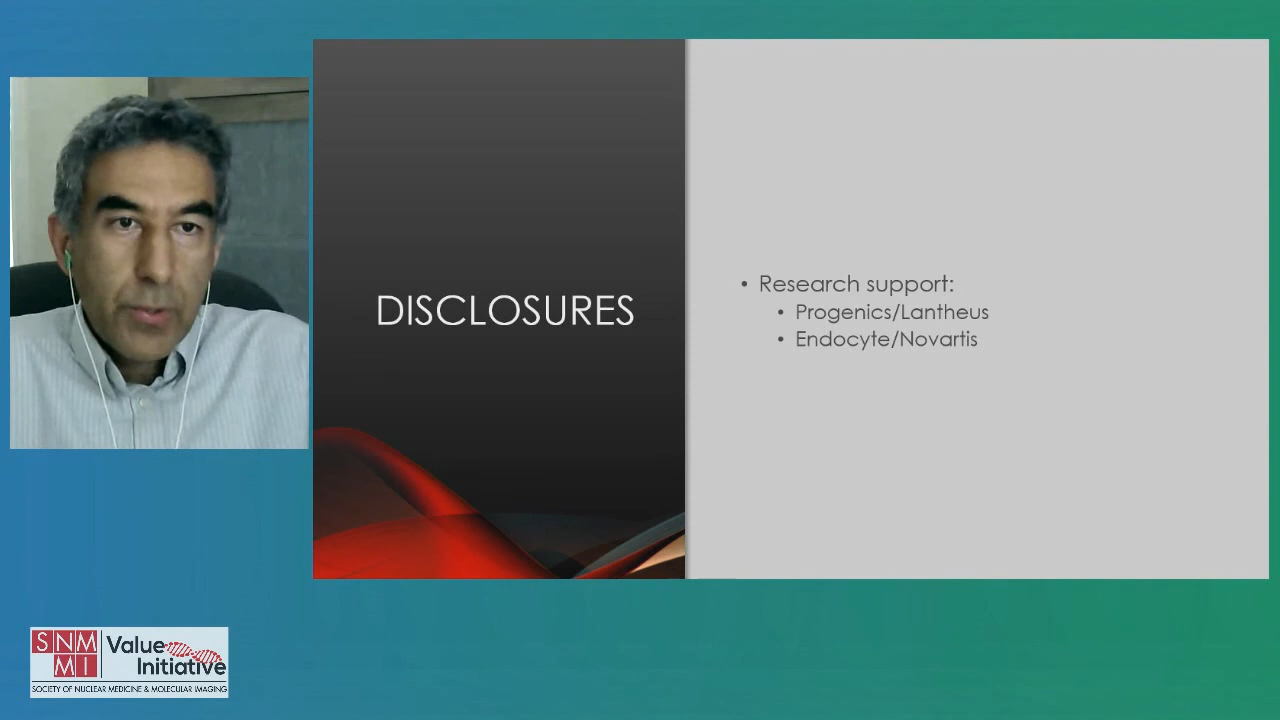 DISCLOSURES
• Research support:
• Progenics/Lantheus
• Endocyte/Novartis
SNM
MI
Value
Initiative
SOCIETY OF NUCLEAR MEDICINE & MOLECULAR IMAGING